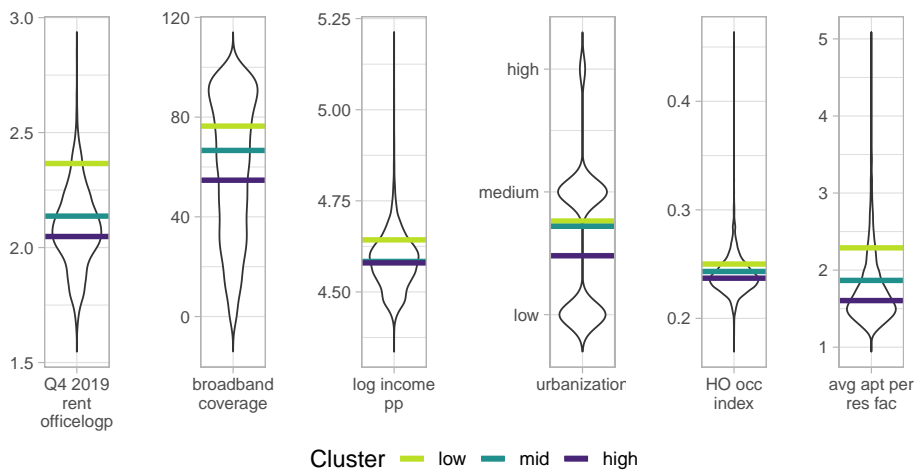 3.0
2.5
2.0
1.5
Q4 2019
rent
officelogp
120
80
40
0
broadband
coverage
5.25
5.00
4.75
4.50
log income
pp
high
medium
low
urbanization
0.4
0.3
0.2
HO occ
index
5
4
3
2
1
avg apt per
res fac
Cluster low mid high